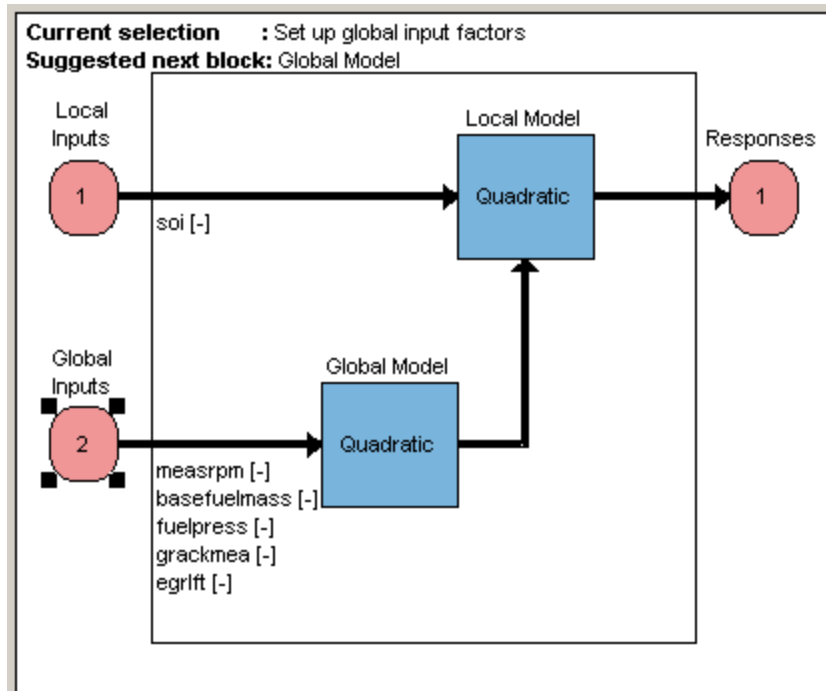 Current selection : Set up global input factors
Suggested next block: Global Model
Local
Inputs
Local Model
Responses
1
Quadratic
1
soi [-]
Global
Inputs
Global Model
2
Quadratic
measrpm [-]
basefuelmass [-]
fuelpress [-]
grackmea [-]
egrlft [-]